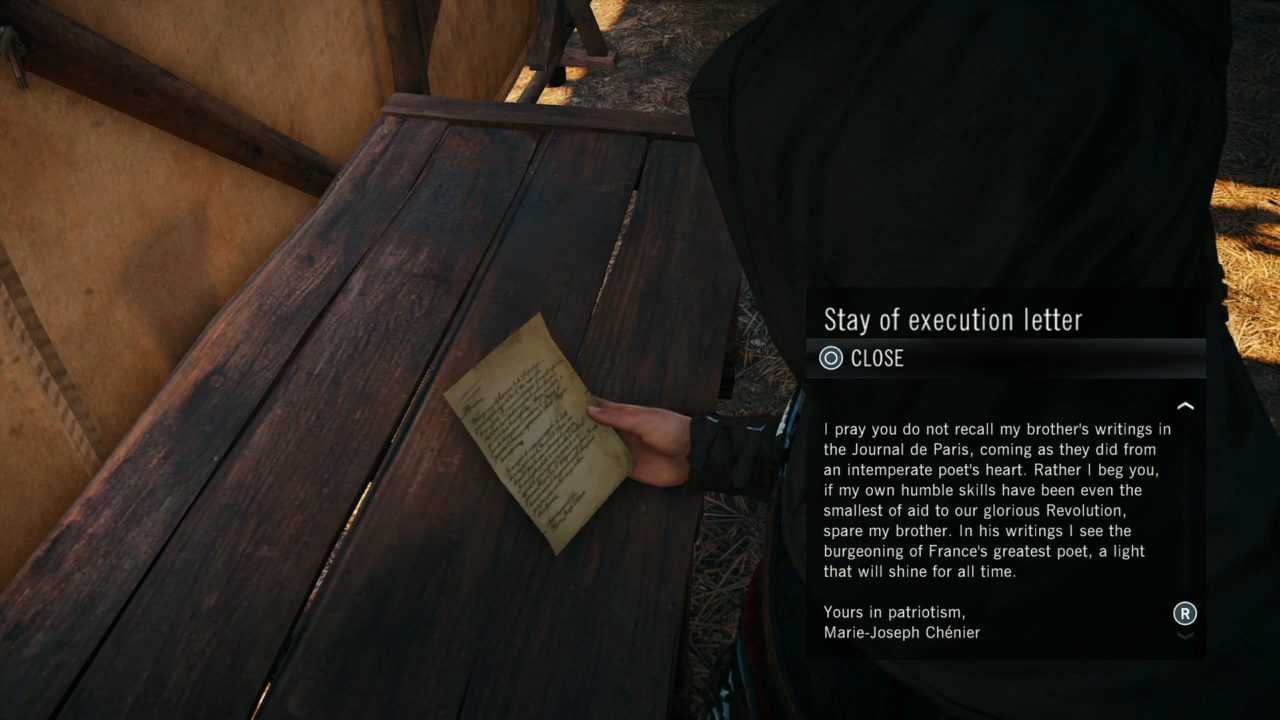 Stay of execution letter
CLOSE
I pray you do not recall my brother's writings in
the Journal de Paris, coming as they did from
an intemperate poet's heart. Rather I beg you,
if my own humble skills have been even the
smallest of aid to our glorious Revolution,
spare my brother. In his writings I see the
burgeoning of France's greatest poet, a light
that will shine for all time.
Yours in patriotism,
Marie-Joseph Chénier
R